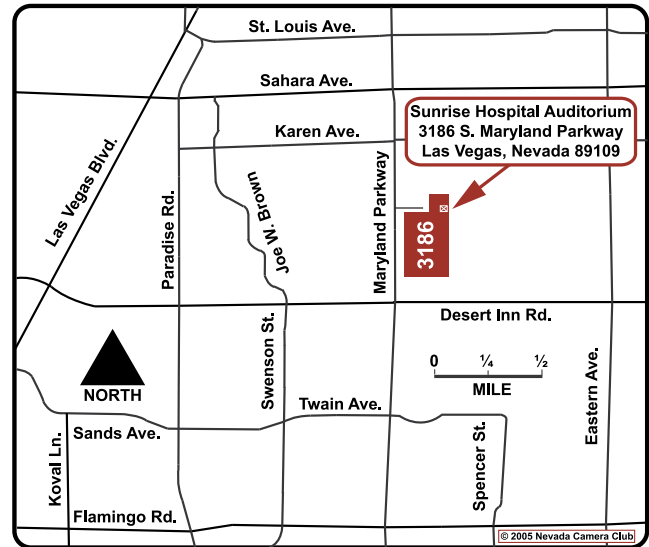 St. Louis Ave.
Sahara Ave.
Sunrise Hospital Auditorium
3186 S. Maryland Parkway
Las Vegas, Nevada 89109
Karen Ave.
Las Vegas Blvd.
Paradise Rd.
Joe W. Brown
Maryland Parkway
3186
Desert Inn Rd.
Swenson St.
0 ¼ ½
MILE
NORTH
Eastern Ave.
Twain Ave.
Sands Ave.
Koval Ln.
Spencer St.
Flamingo Rd.
© 2005 Nevada Camera Club